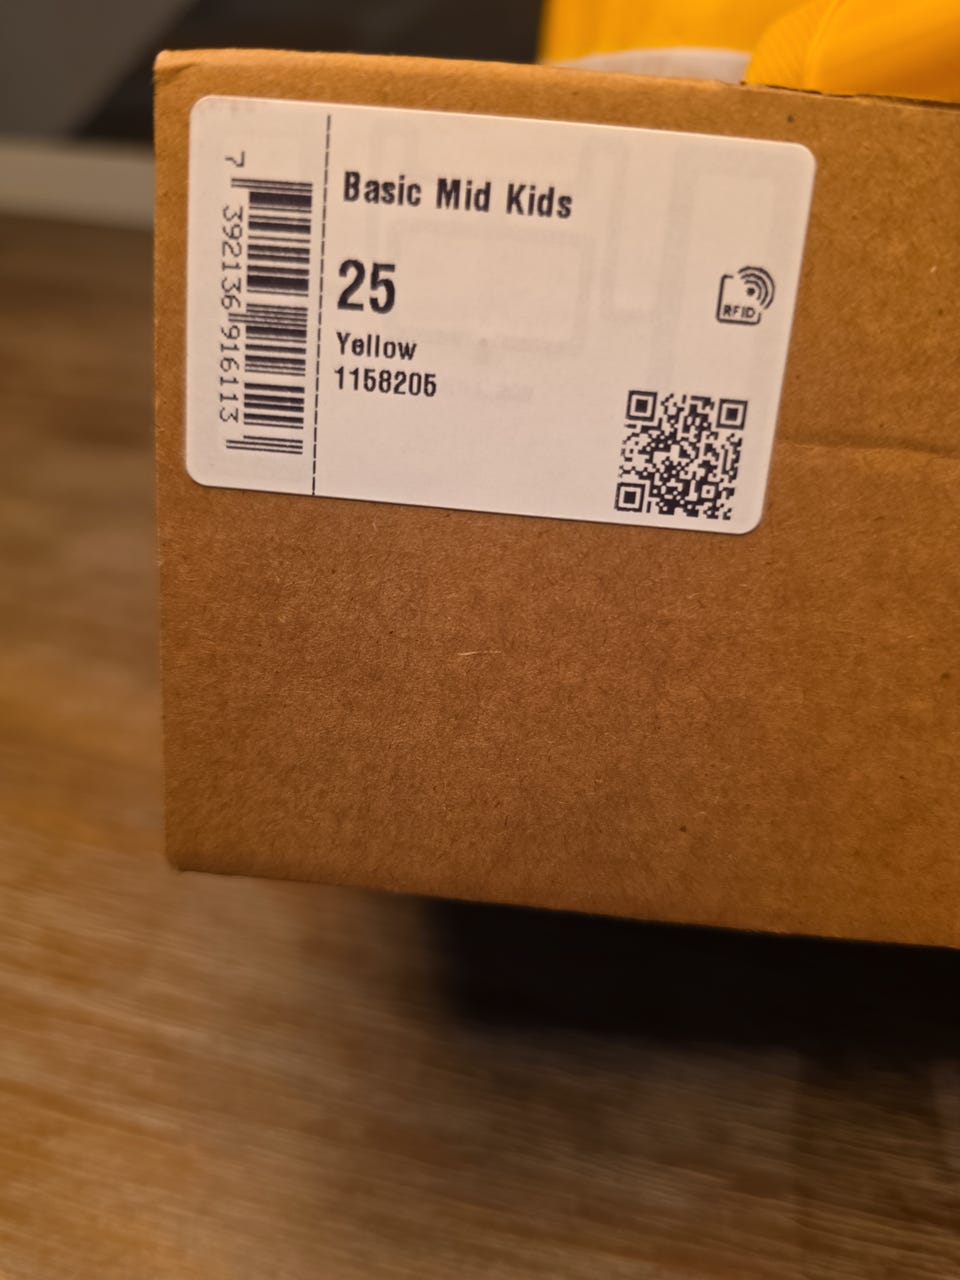 7 392136 916113
Basic Mid Kids
25
Yellow
1158205
RFID